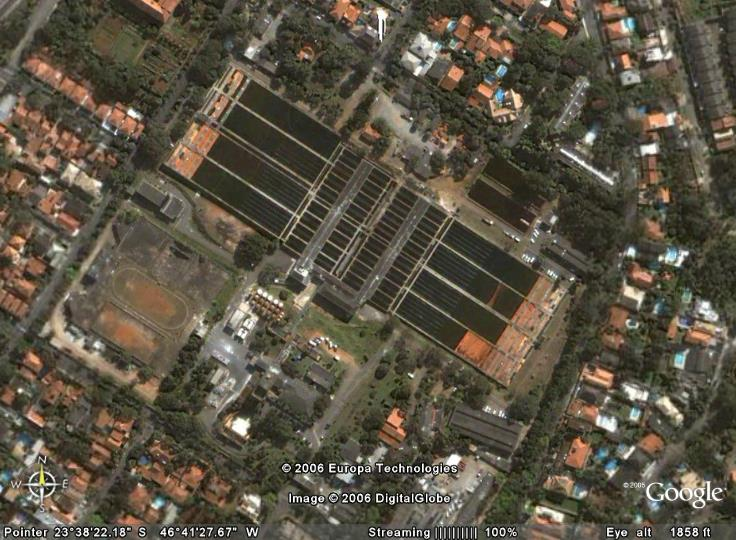 © 2006 Europa Technologies
Image © 2006 DigitalGlobe
© 2006 Google
N
W E
S
Pointer 23°38'22.18" S 46°41'27.67" W Streaming |||||||||| 100% Eye alt 1858 ft